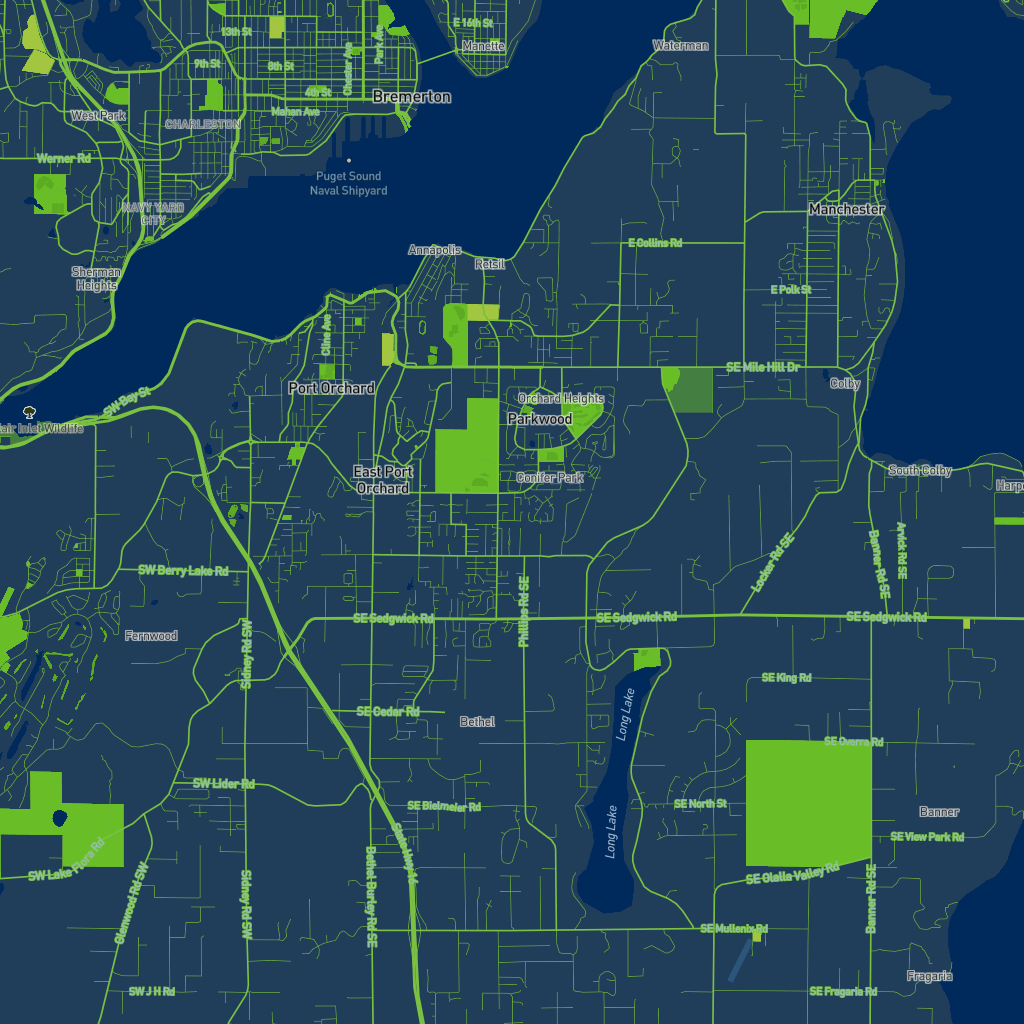 E 16th St
13th St
Park Ave
Manette
Waterman
Chester Ave
9th St
8th St
4th St
Bremerton
Mahan Ave
West Park
CHARLESTON
Werner Rd
Puget Sound
Naval Shipyard
NAVY YARD
CITY
Manchester
E Collins Rd
Annapolis
Retsil
Sherman
Heights
E Polk St
Cline Ave
SE Mile Hill Dr
Port Orchard
Colby
Orchard Heights
SW Bay St
Parkwood
air Inlet Wildlife
East Port
Orchard
Conifer Park
South Colby
Harpe
Arvick Rd SE
Banner Rd SE
Locker Rd SE
SW Berry Lake Rd
Phillips Rd SE
SE Sedgwick Rd
SE Sedgwick Rd
SE Sedgwick Rd
Fernwood
Sidney Rd SW
SE King Rd
Long Lake
SE Cedar Rd
Bethel
SE Overra Rd
SW Lider Rd
SE Bielmeier Rd
SE North St
Banner
Long Lake
SE View Park Rd
SW Lake Flora Rd
SE Olalla Valley Rd
Glenwood Rd SW
Sidney Rd SW
Bethel Burley Rd SE
Banner Rd SE
SE Mullenix Rd
Fragaria
SW J H Rd
SE Fragaria Rd